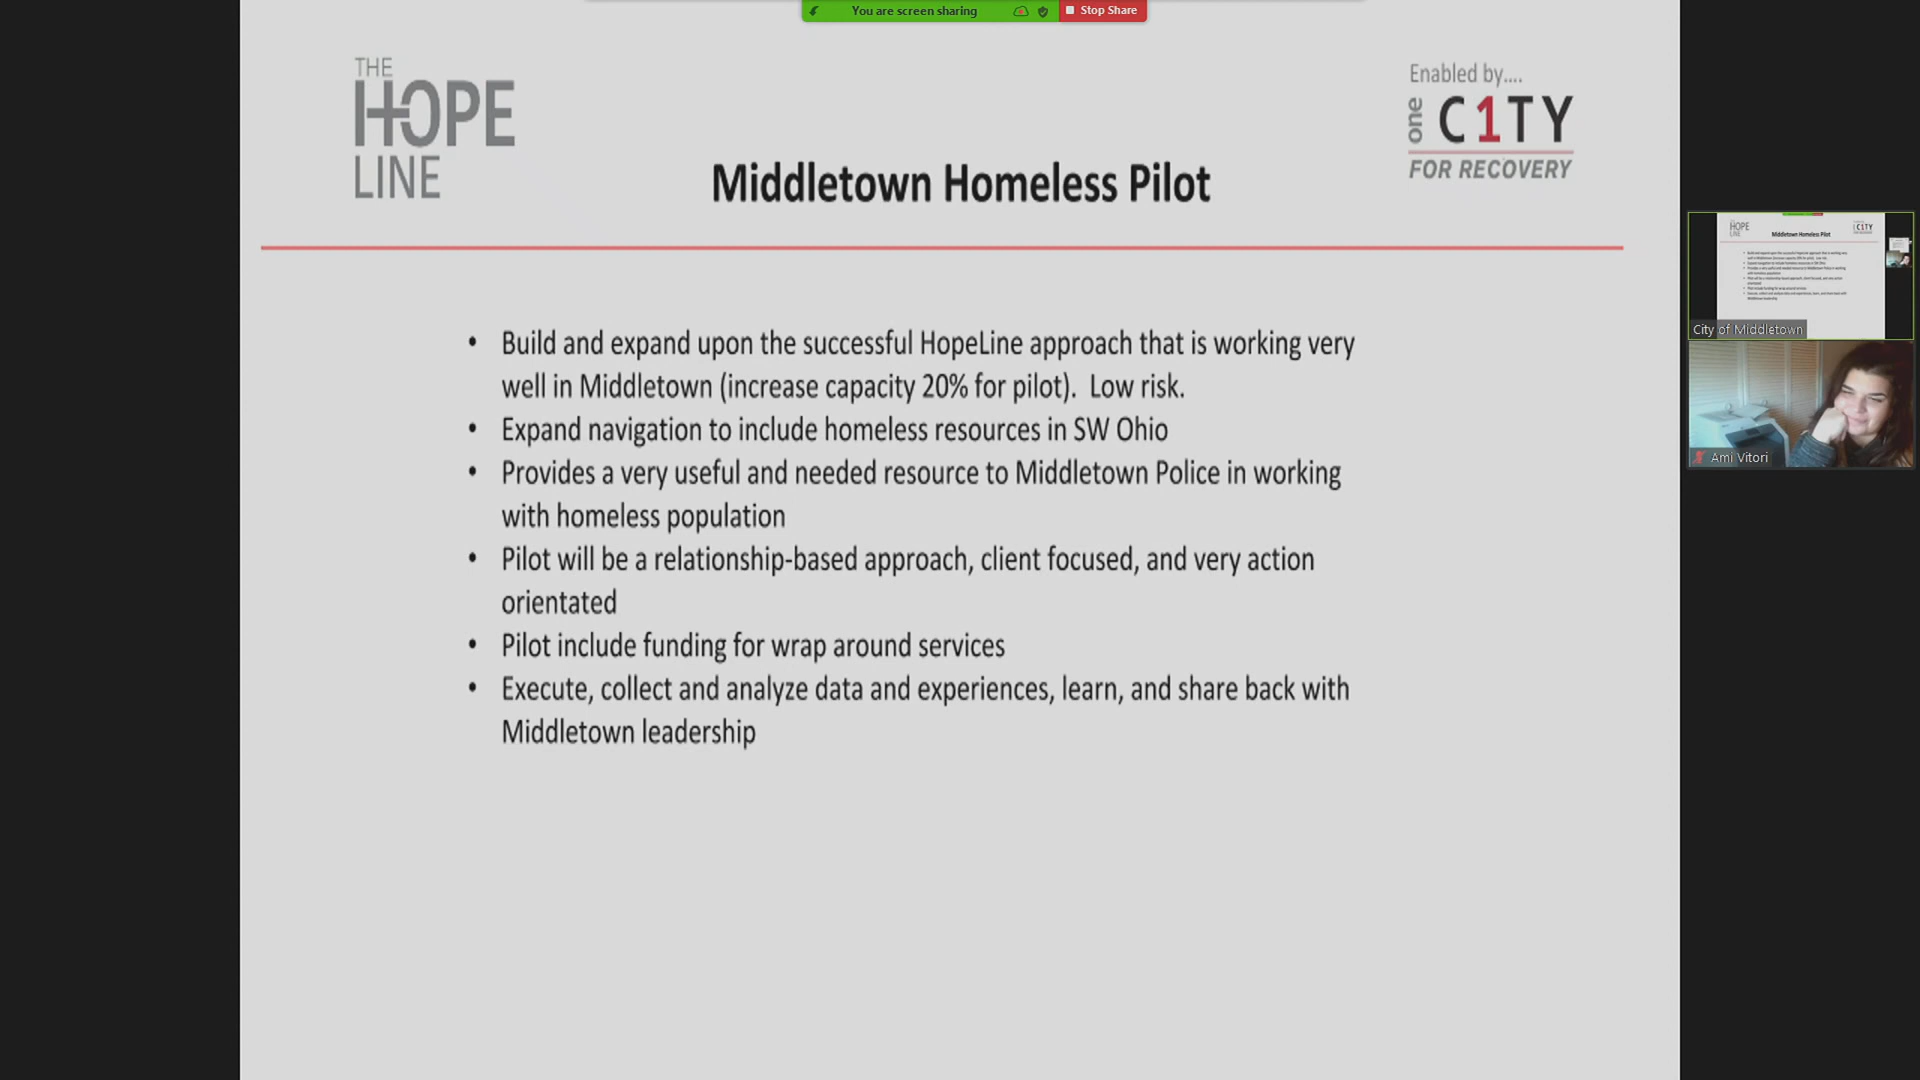 You are screen sharing
Stop Share
THE
HOPE
LINE
Enabled by....
one C1TY
FOR RECOVERY
Middletown Homeless Pilot
• Build and expand upon the successful HopeLine approach that is working very
well in Middletown (increase capacity 20% for pilot).  Low risk.
• Expand navigation to include homeless resources in SW Ohio
• Provides a very useful and needed resource to Middletown Police in working
with homeless population
• Pilot will be a relationship-based approach, client focused, and very action
orientated
• Pilot include funding for wrap around services
• Execute, collect and analyze data and experiences, learn, and share back with
Middletown leadership
City of Middletown
Ami Vitori